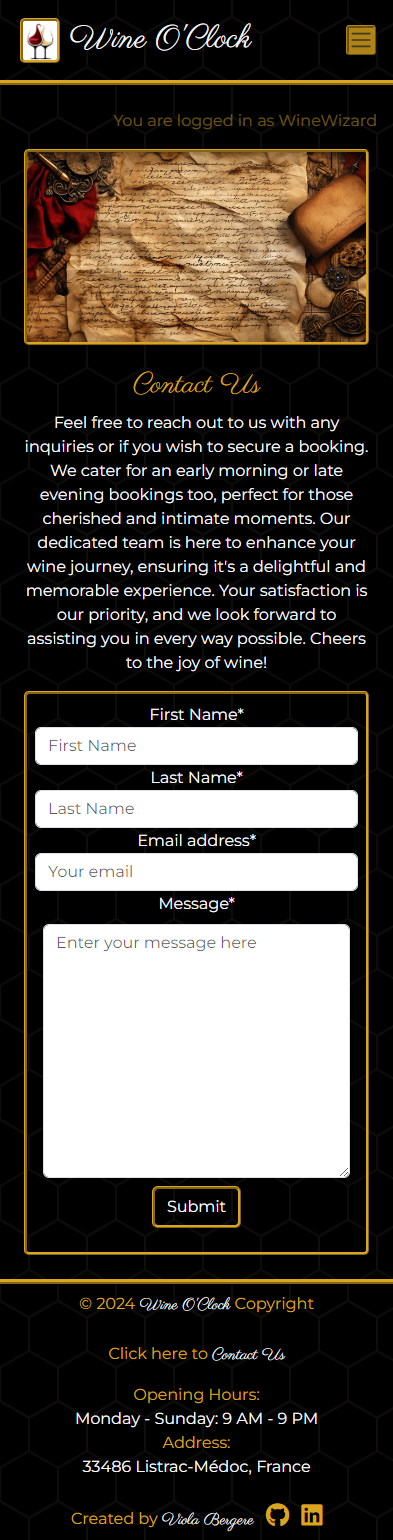 Wine O'Clock
You are logged in as WineWizard
Contact Us
Feel free to reach out to us with any
inquiries or if you wish to secure a booking.
We cater for an early morning or late
evening bookings too, perfect for those
cherished and intimate moments. Our
dedicated team is here to enhance your
wine journey, ensuring it's a delightful and
memorable experience. Your satisfaction is
our priority, and we look forward to
assisting you in every way possible. Cheers
to the joy of wine!
First Name*
First Name
Last Name*
Last Name
Email address*
Your email
Message*
Enter your message here
Submit
© 2024 Wine O'Clock Copyright
Click here to Contact Us
Opening Hours:
Monday - Sunday: 9 AM - 9 PM
Address:
33486 Listrac-Médoc, France
Created by Viola Bergere